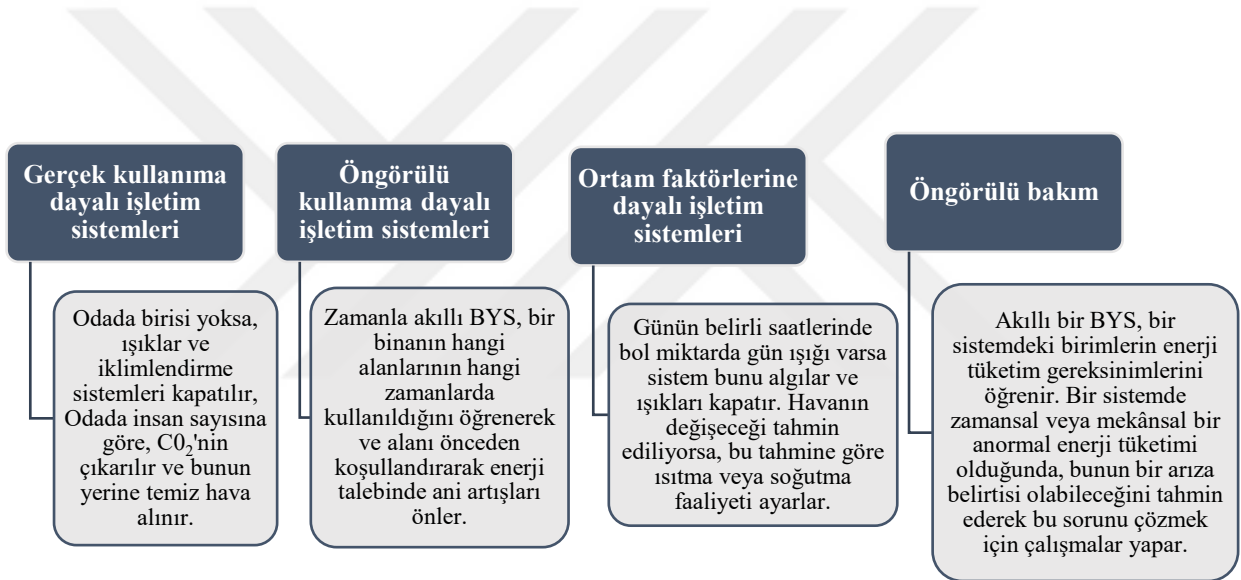 Gerçek kullanıma
dayalı işletim
sistemleri
Odada birisi yoksa,
ışıklar ve
iklimlendirme
sistemleri kapatılır,
Odada insan sayısına
göre, C0₂'nin
çıkarılır ve bunun
yerine temiz hava
alınır.
Öngörülü
kullanıma dayalı
işletim sistemleri
Zamanla akıllı BYS, bir
binanın hangi
alanlarının hangi
zamanlarda
kullanıldığını öğrenerek
ve alanı önceden
koşullandırarak enerji
talebinde ani artışları
önler.
Ortam faktörlerine
dayalı işletim
sistemleri
Günün belirli saatlerinde
bol miktarda gün ışığı varsa
sistem bunu algılar ve
ışıkları kapatır. Havanın
değişeceği tahmin
ediliyorsa, bu tahmine göre
ısıtma veya soğutma
faaliyeti ayarlar.
Öngörülü bakım
Akıllı bir BYS, bir
sistemdeki birimlerin enerji
tüketim gereksinimlerini
öğrenir. Bir sistemde
zamansal veya mekânsal bir
anormal enerji tüketimi
olduğunda, bunun bir arıza
belirtisi olabileceğini tahmin
ederek bu sorunu çözmek
için çalışmalar yapar.